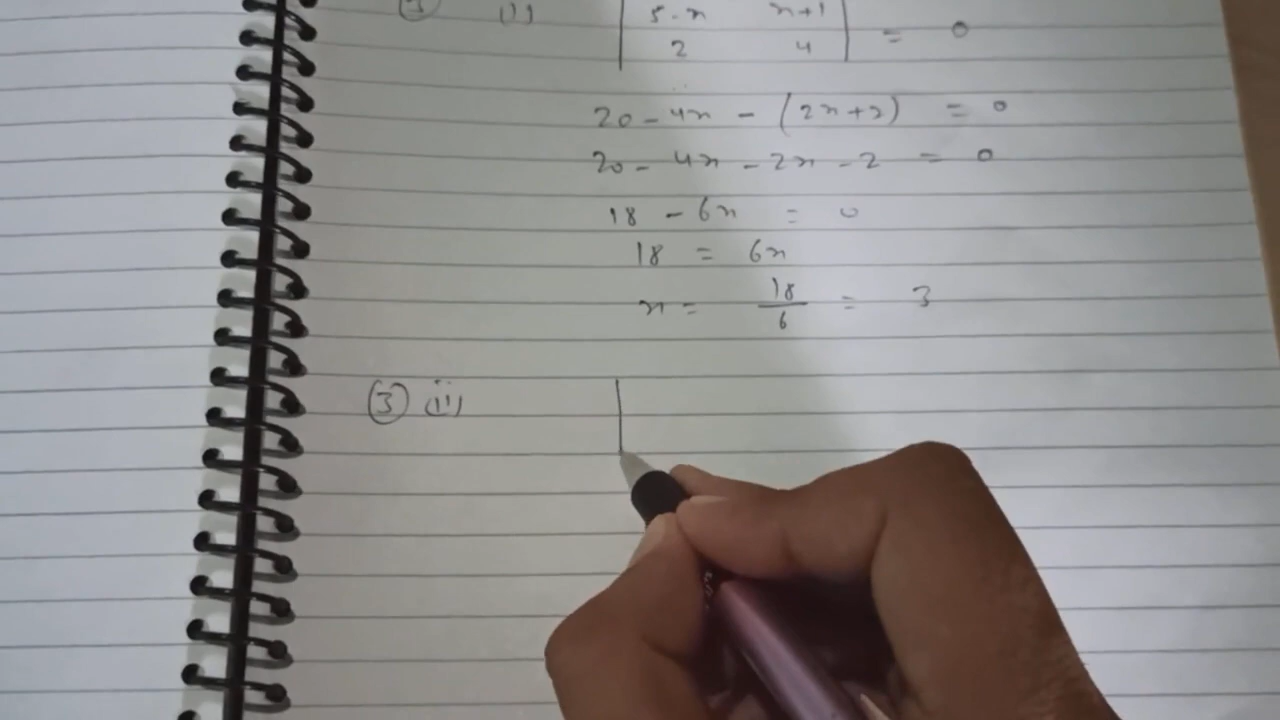 ③ (i) | 5-x x+1 |
| 2 4 | = 0
20 - 4x - (2x+2) = 0
20 - 4x - 2x - 2 = 0
18 - 6x = 0
18 = 6x
x = 18/6 = 3
③ (ii) |